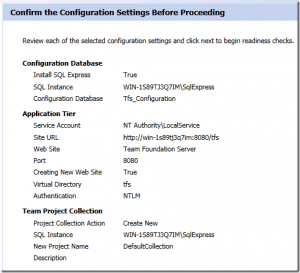 Confirm the Configuration Settings Before Proceeding
Review each of the selected configuration settings and click next to begin readiness checks.
Configuration Database
Install SQL Express True
SQL Instance WIN-1S89TJ3Q7IM\SqlExpress
Configuration Database Tfs_Configuration
Application Tier
Service Account NT Authority\LocalService
Site URL http://win-1s89tj3q7im:8080/tfs
Web Site Team Foundation Server
Port 8080
Creating New Web Site True
Virtual Directory tfs
Authentication NTLM
Team Project Collection
Project Collection Action Create New
SQL Instance WIN-1S89TJ3Q7IM\SqlExpress
New Project Name DefaultCollection
Description